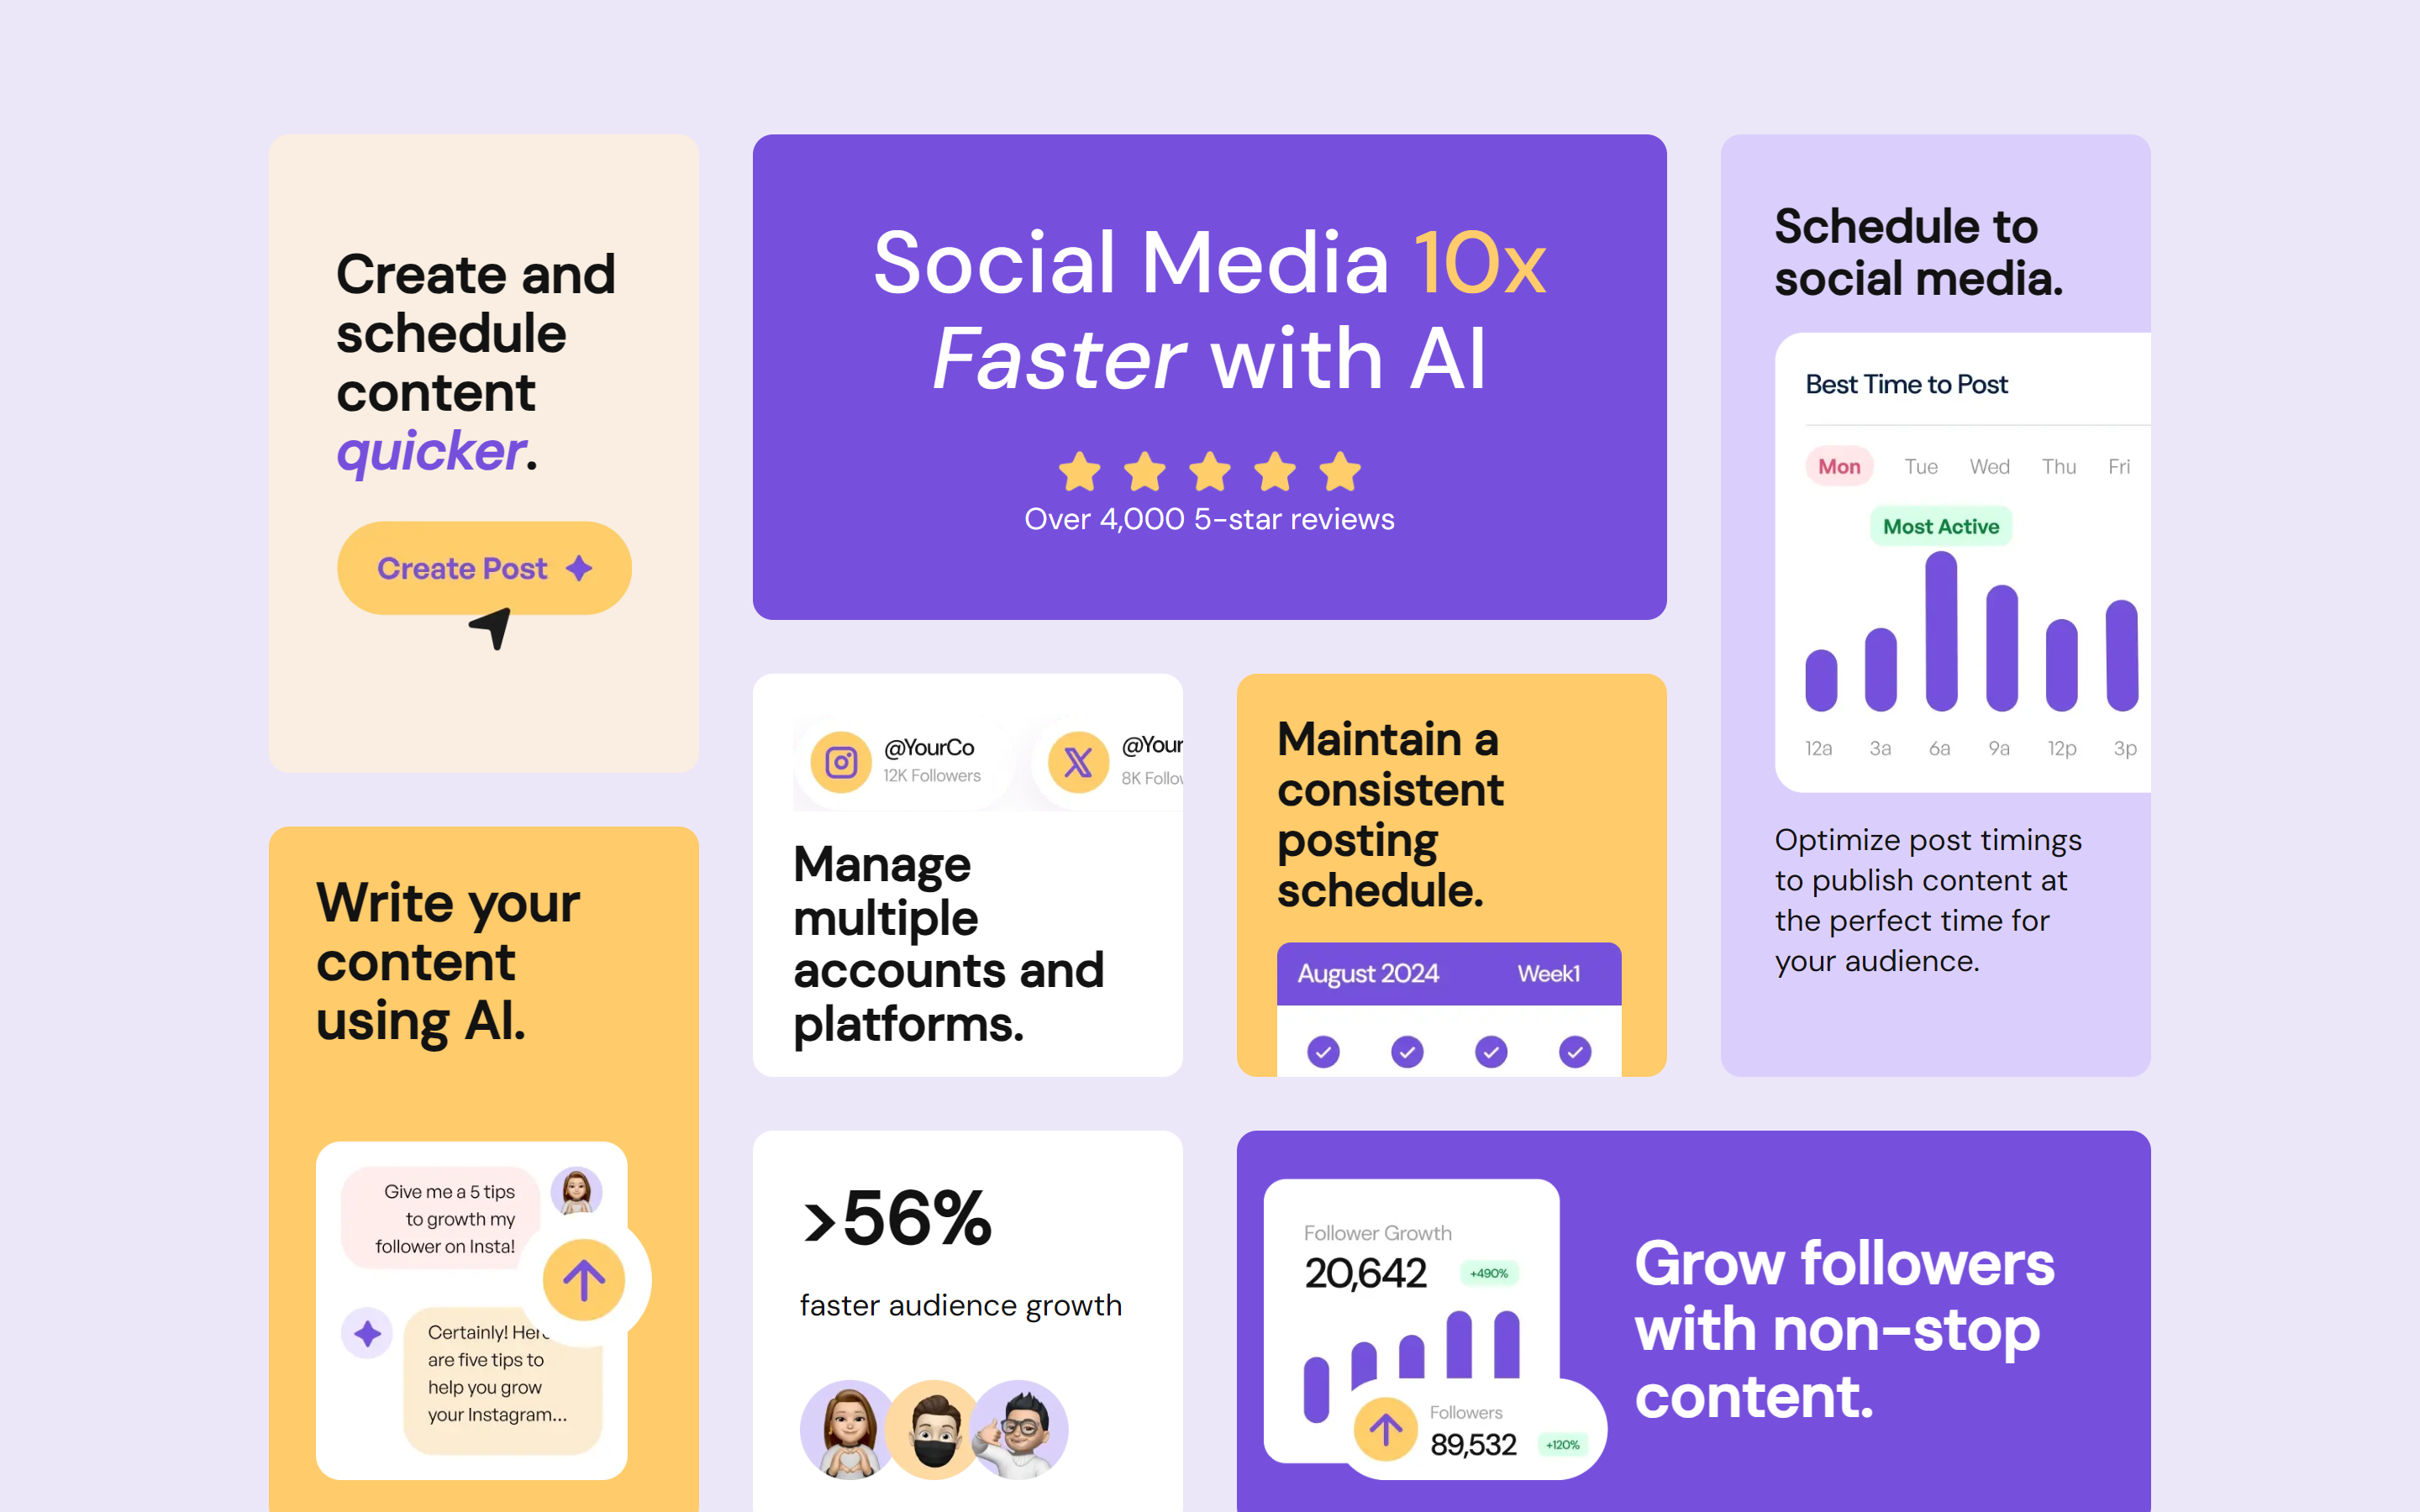 Create and
schedule
content
quicker.
Create Post
Write your
content
using AI.
Give me a 5 tips
to growth my
follower on Insta!
Certainly!
are five tips to
help you grow
your Instagram...
Social Media 10x
Faster with AI
Over 4,000 5-star reviews
@YourCo
12K Followers
@Your
8K
Manage
multiple
accounts and
platforms.
Maintain a
consistent
posting
schedule.
August 2024 Week1
Schedule to
social media.
Best Time to Post
Mon Tue Wed Thu Fri
Most Active
12a 3a 6a 9a 12p 3p
Optimize post timings
to publish content at
the perfect time for
your audience.
>56%
faster audience growth
Follower Growth
20,642 +490%
Followers
89,532 +120%
Grow followers
with non-stop
content.